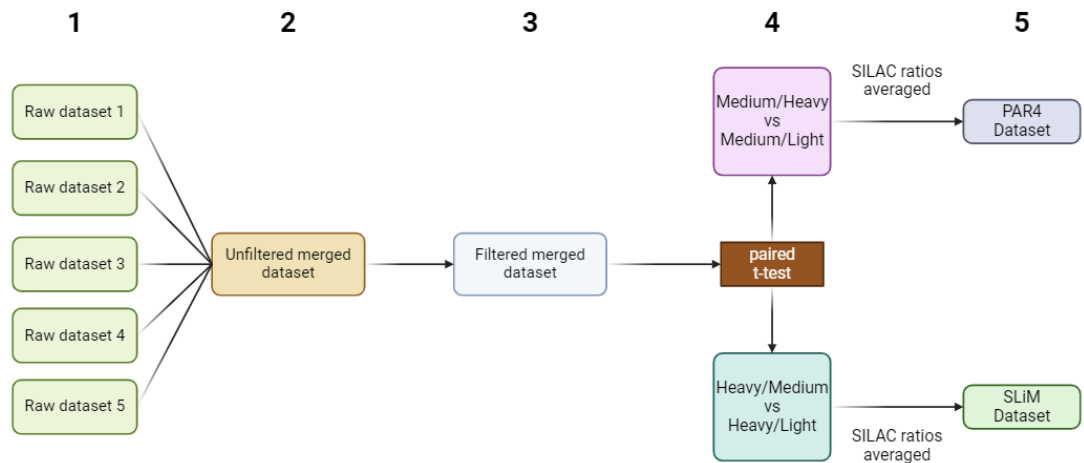 1
2
3
4
5
Raw dataset 1
Raw dataset 2
Raw dataset 3
Raw dataset 4
Raw dataset 5
Unfiltered merged
dataset
Filtered merged
dataset
paired
t-test
Medium/Heavy
vs
Medium/Light
SILAC ratios
averaged
PAR4
Dataset
Heavy/Medium
vs
Heavy/Light
SILAC ratios
averaged
SLiM
Dataset